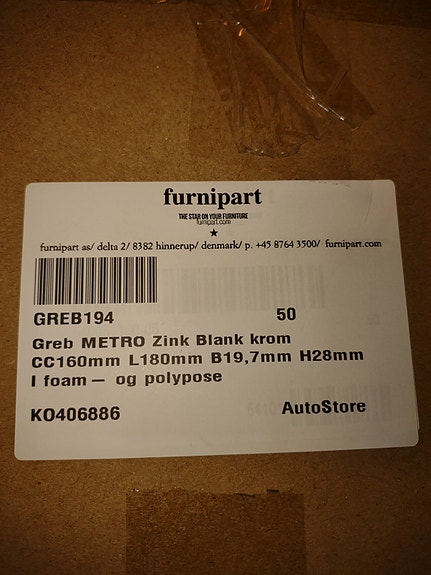 furnipart
THE STAR ON YOUR FURNITURE
furnipart.com
furnipart as/ delta 2/ 8382 hinnerup/ denmark/ p. +45 8764 3500/ furnipart.com
GREB194 50
Greb METRO Zink Blank krom
CC160mm L180mm B19,7mm H28mm
I foam – og polypose
KO406886 AutoStore